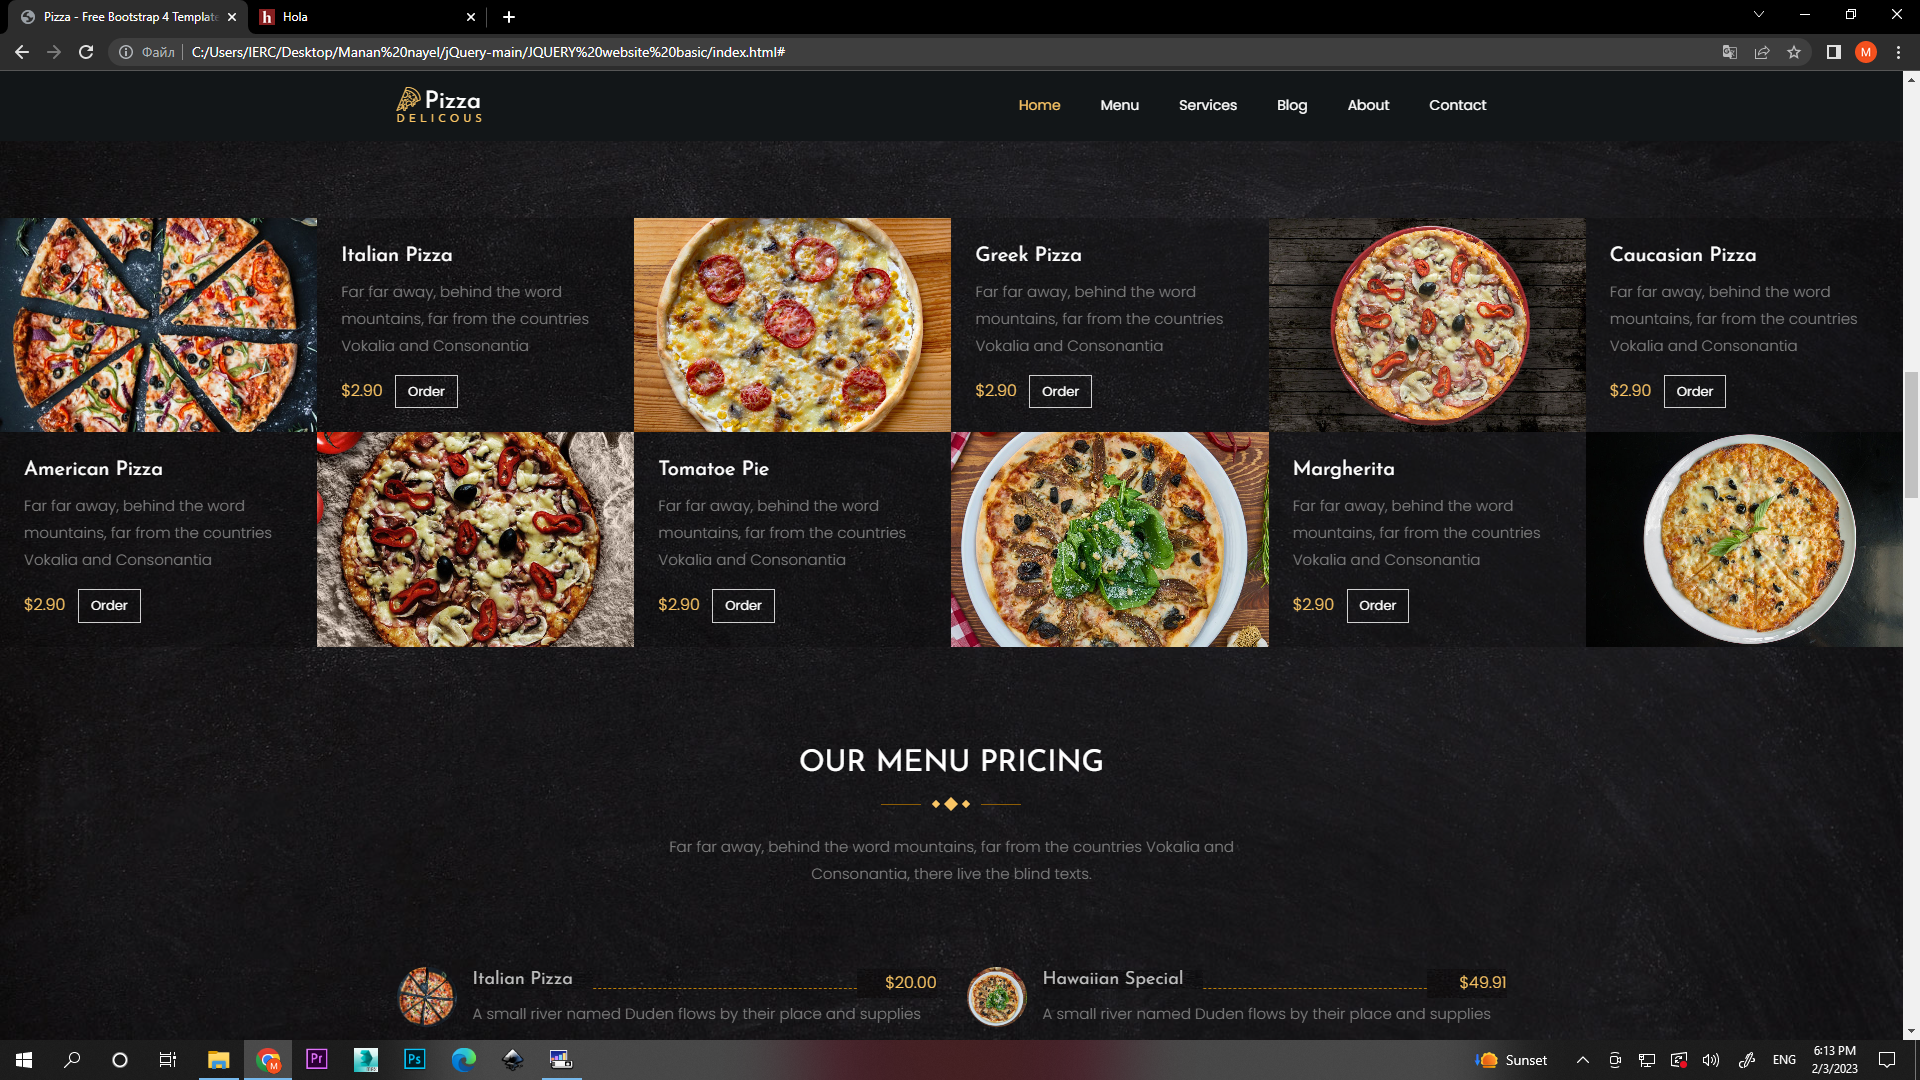 Pizza - Free Bootstrap 4 Template
Hola
Файл
C:/Users/IERC/Desktop/Manan%20nayel/jQuery-main/JQUERY%20website%20basic/index.html#
M
Pizza
DELICOUS
Home
Menu
Services
Blog
About
Contact
Italian Pizza
Far far away, behind the word
mountains, far from the countries
Vokalia and Consonantia
$2.90
Order
Greek Pizza
Far far away, behind the word
mountains, far from the countries
Vokalia and Consonantia
$2.90
Order
Caucasian Pizza
Far far away, behind the word
mountains, far from the countries
Vokalia and Consonantia
$2.90
Order
American Pizza
Far far away, behind the word
mountains, far from the countries
Vokalia and Consonantia
$2.90
Order
Tomatoe Pie
Far far away, behind the word
mountains, far from the countries
Vokalia and Consonantia
$2.90
Order
Margherita
Far far away, behind the word
mountains, far from the countries
Vokalia and Consonantia
$2.90
Order
OUR MENU PRICING
Far far away, behind the word mountains, far from the countries Vokalia and
Consonantia, there live the blind texts.
Italian Pizza
$20.00
A small river named Duden flows by their place and supplies
Hawaiian Special
$49.91
A small river named Duden flows by their place and supplies
Pr
Ps
Sunset
ENG
6:13 PM
2/3/2023